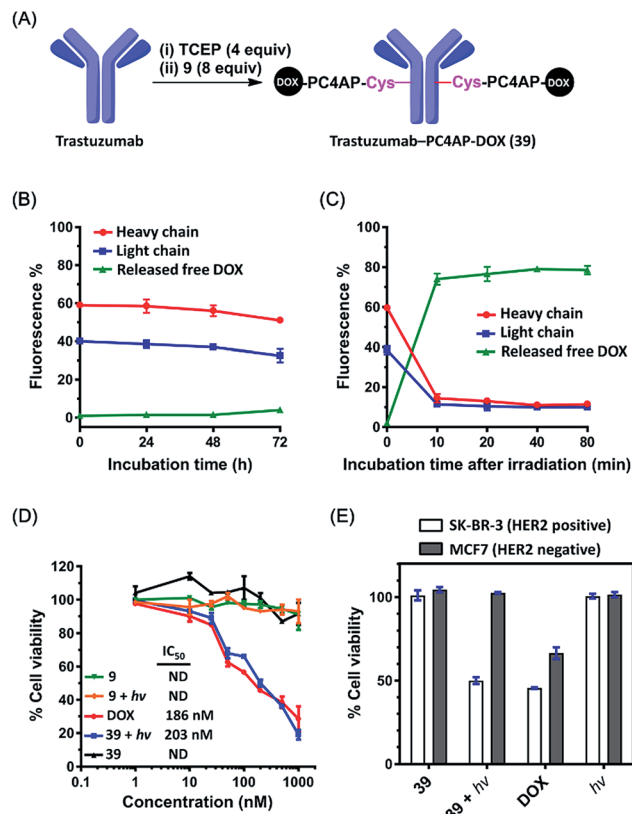 (A)
(i) TCEP (4 equiv)
(ii) 9 (8 equiv)
DOX-PC4AP-Cys
Cys-PC4AP-DOX
Trastuzumab
Trastuzumab–PC4AP-DOX (39)
(B)
Fluorescence %
100
80
60
40
20
0
Heavy chain
Light chain
Released free DOX
0 24 48 72
Incubation time (h)
(C)
Fluorescence %
100
80
60
40
20
0
Heavy chain
Light chain
Released free DOX
0 10 20 40 80
Incubation time after irradiation (min)
(D)
% Cell viability
120
100
80
60
40
20
0
IC50
9 ND
9 + hv ND
DOX 186 nM
39 + hv 203 nM
39 ND
0.1 1 10 100 1000
Concentration (nM)
(E)
SK-BR-3 (HER2 positive)
MCF7 (HER2 negative)
% Cell viability
100
50
0
39
39 + hv
DOX
hv